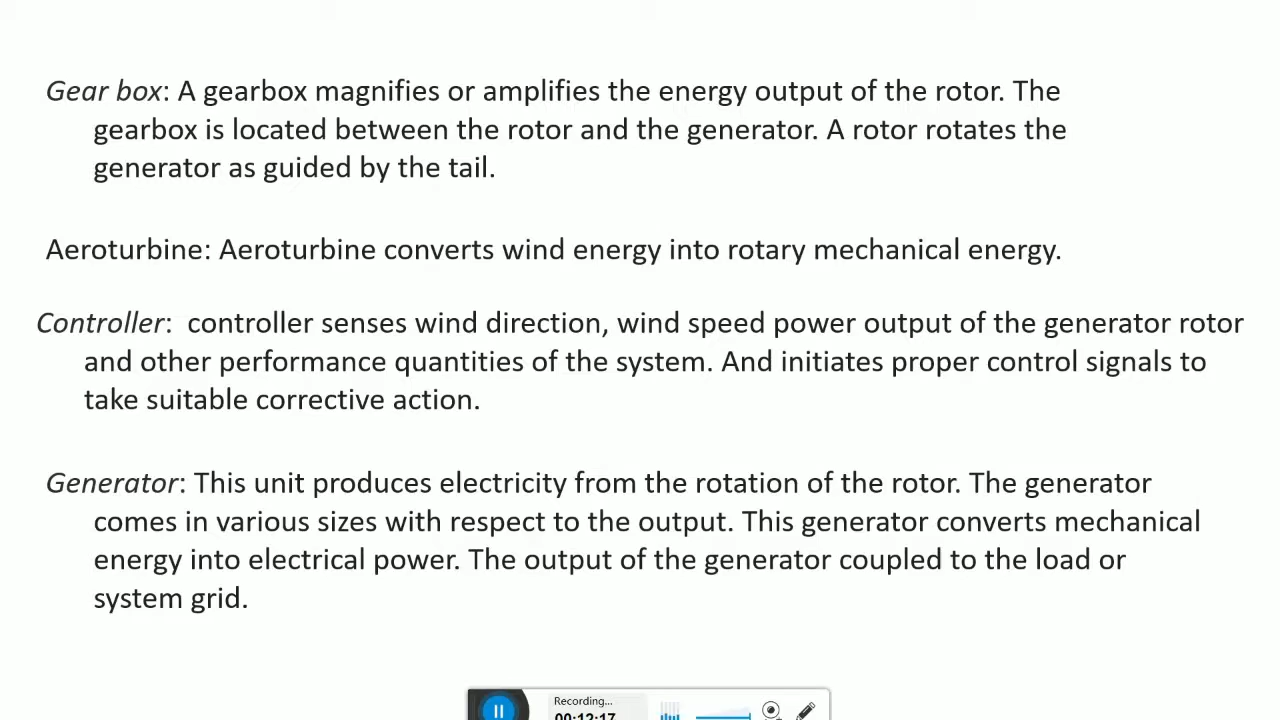 Gear box: A gearbox magnifies or amplifies the energy output of the rotor. The
gearbox is located between the rotor and the generator. A rotor rotates the
generator as guided by the tail.
Aeroturbine: Aeroturbine converts wind energy into rotary mechanical energy.
Controller: controller senses wind direction, wind speed power output of the generator rotor
and other performance quantities of the system. And initiates proper control signals to
take suitable corrective action.
Generator: This unit produces electricity from the rotation of the rotor. The generator
comes in various sizes with respect to the output. This generator converts mechanical
energy into electrical power. The output of the generator coupled to the load or
system grid.
Recording...
00:12:17